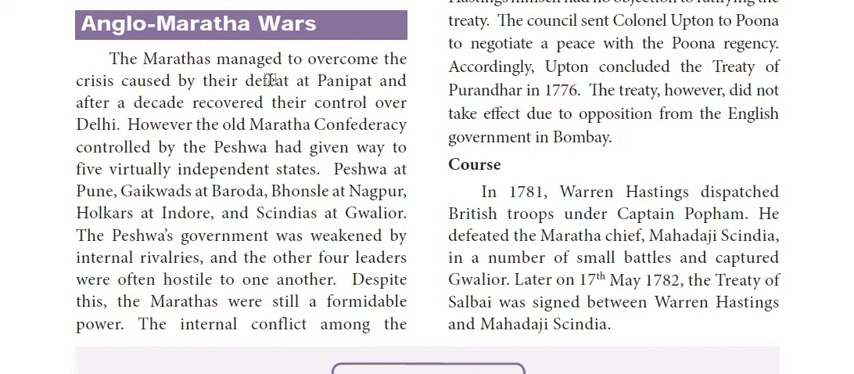 Anglo-Maratha Wars
The Marathas managed to overcome the
crisis caused by their defeat at Panipat and
after a decade recovered their control over
Delhi. However the old Maratha Confederacy
controlled by the Peshwa had given way to
five virtually independent states. Peshwa at
Pune, Gaikwads at Baroda, Bhonsle at Nagpur,
Holkars at Indore, and Scindias at Gwalior.
The Peshwa's government was weakened by
internal rivalries, and the other four leaders
were often hostile to one another. Despite
this, the Marathas were still a formidable
power. The internal conflict among the
Hastings himself had no objection to ratifying the
treaty. The council sent Colonel Upton to Poona
to negotiate a peace with the Poona regency.
Accordingly, Upton concluded the Treaty of
Purandhar in 1776. The treaty, however, did not
take effect due to opposition from the English
government in Bombay.
Course
In 1781, Warren Hastings dispatched
British troops under Captain Popham. He
defeated the Maratha chief, Mahadaji Scindia,
in a number of small battles and captured
Gwalior. Later on 17th May 1782, the Treaty of
Salbai was signed between Warren Hastings
and Mahadaji Scindia.